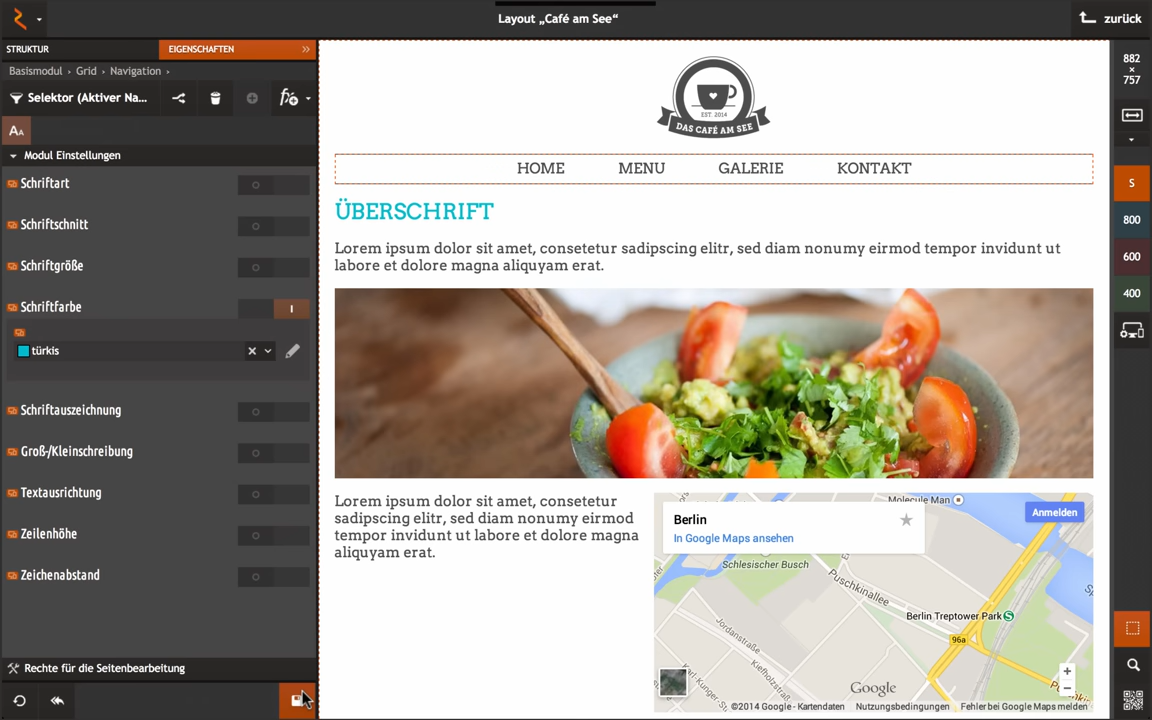 Layout „Café am See“
zurück
STRUKTUR
EIGENSCHAFTEN
Basismodul › Grid › Navigation ›
Selektor (Aktiver Na...
Modul Einstellungen
Schriftart
Schriftschnitt
Schriftgröße
Schriftfarbe
türkis
Schriftauszeichnung
Groß-/Kleinschreibung
Textausrichtung
Zeilenhöhe
Zeichenabstand
Rechte für die Seitenbearbeitung
EST. 2014
DAS CAFÉ AM SEE
HOME MENU GALERIE KONTAKT
ÜBERSCHRIFT
Lorem ipsum dolor sit amet, consetetur sadipscing elitr, sed diam nonumy eirmod tempor invidunt ut
labore et dolore magna aliquyam erat.
Lorem ipsum dolor sit amet, consetetur
sadipscing elitr, sed diam nonumy eirmod
tempor invidunt ut labore et dolore magna
aliquyam erat.
Molecule Man
Berlin
In Google Maps ansehen
Anmelden
Schlesischer Busch
Puschkinallee
Berlin Treptower Park
S
96a
Jordanstraße
Kiefholzstraße
Karl-Kunger-
Google
©2014 Google - Kartendaten Nutzungsbedingungen Fehler bei Google Maps melden
882
×
757
S
800
600
400